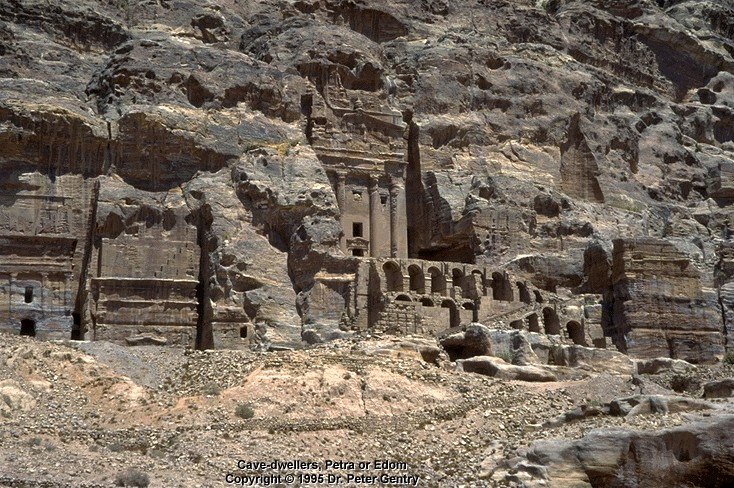 Cave-dwellers, Petra or Edom
Copyright © 1995 Dr. Peter Gentry